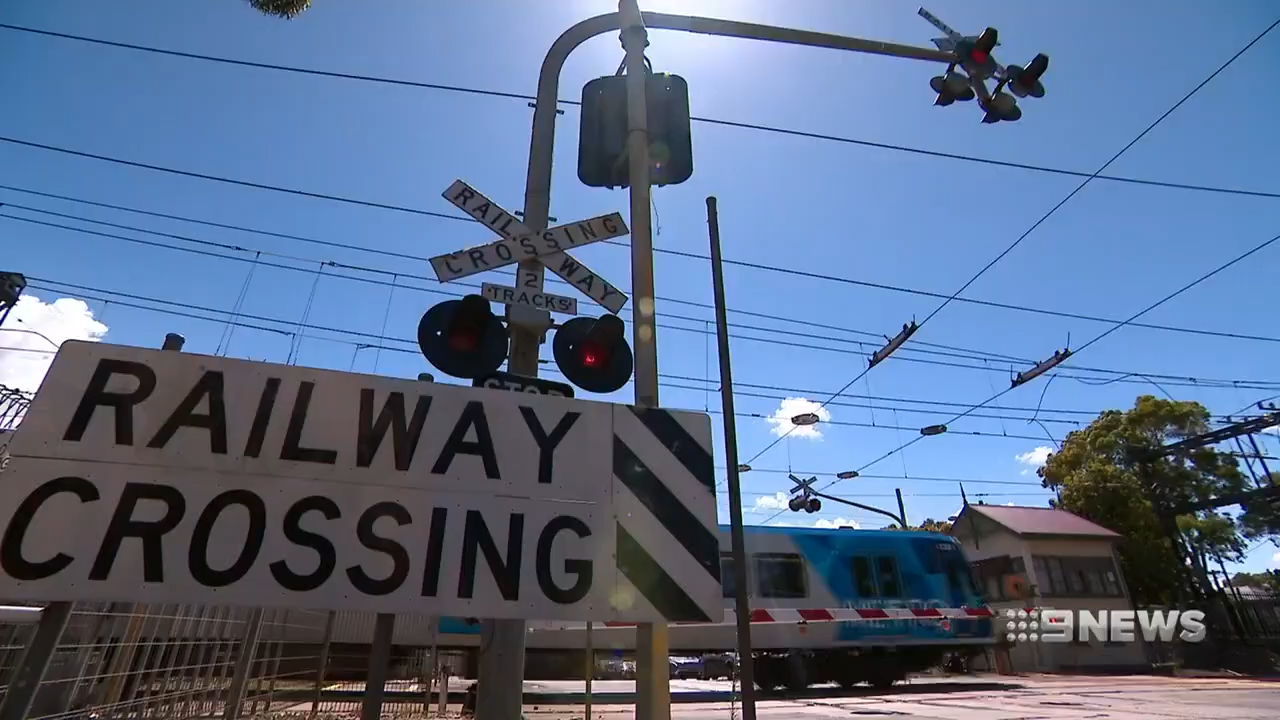 RAILWAY
CROSSING
2
TRACKS
STOP
RAILWAY
CROSSING
9NEWS